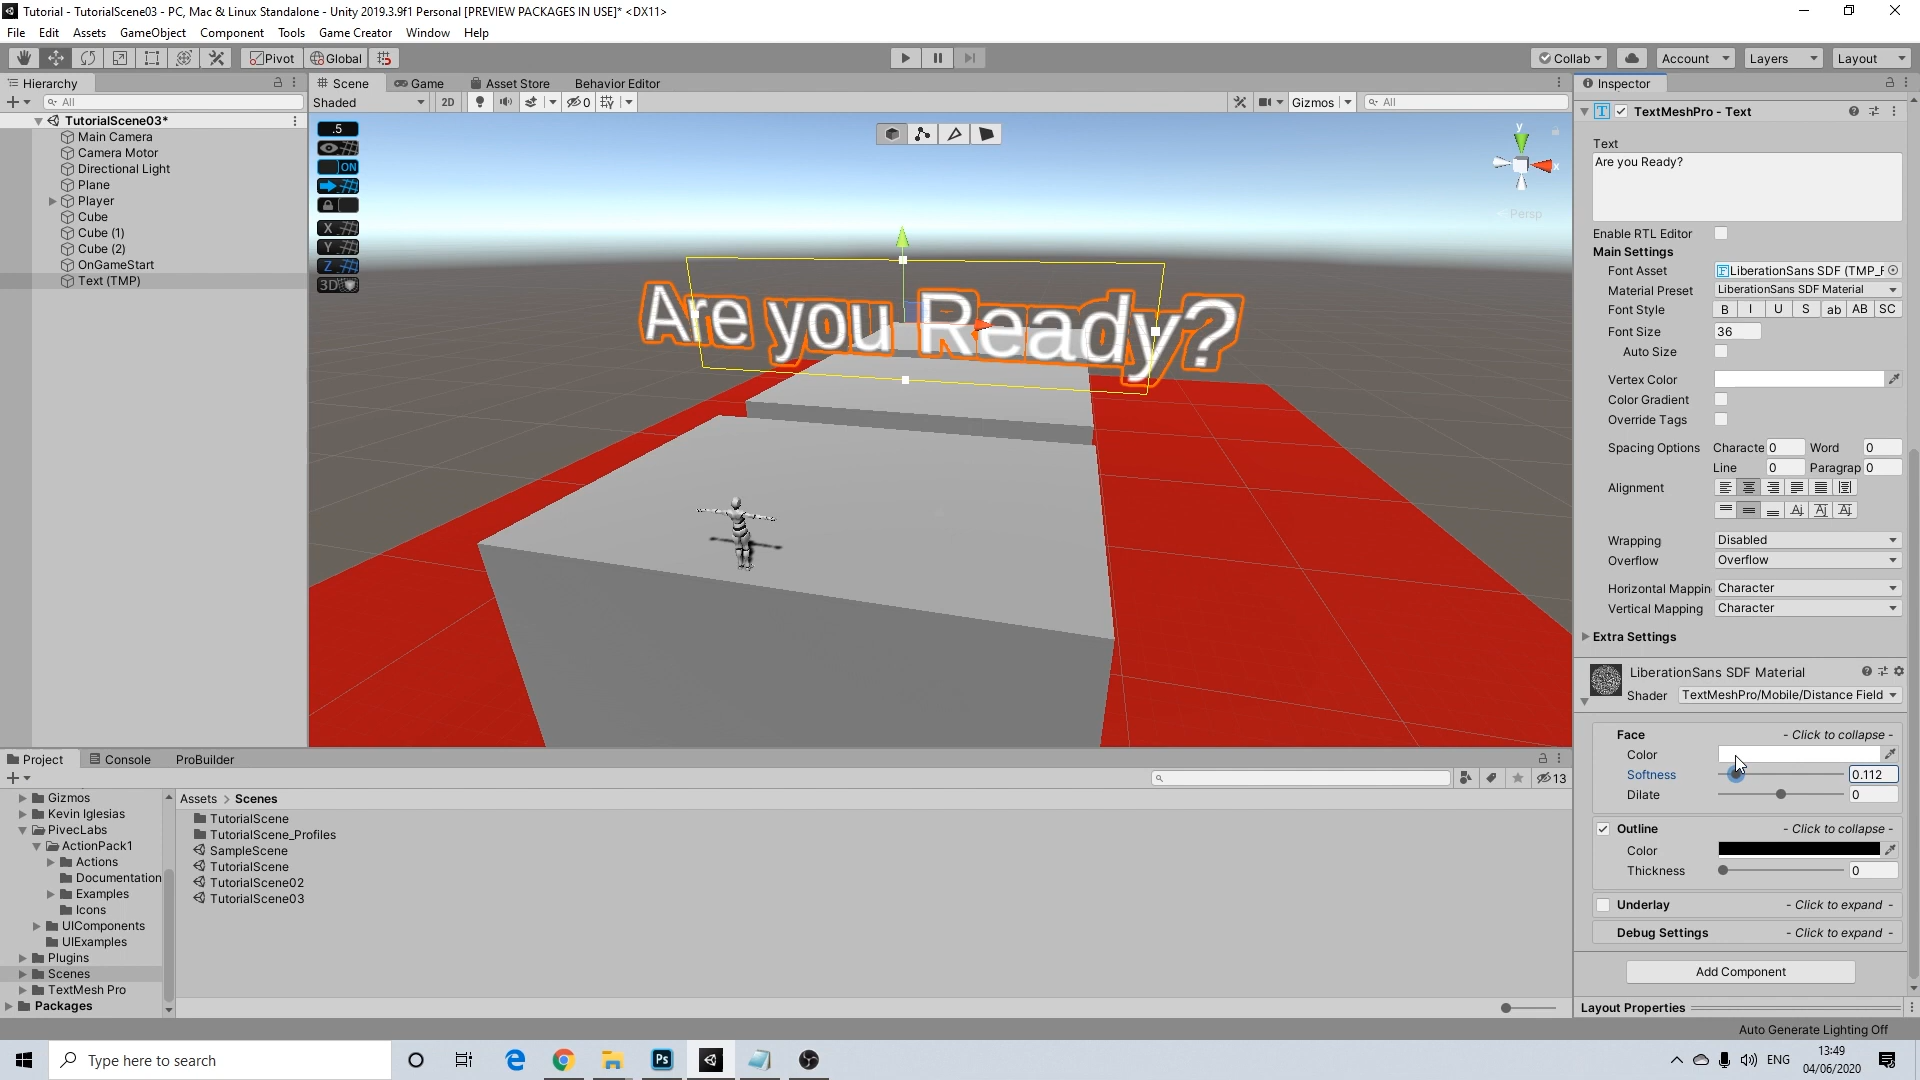 Tutorial - TutorialScene03 - PC, Mac & Linux Standalone - Unity 2019.3.9f1 Personal [PREVIEW PACKAGES IN USE]* <DX11>
File Edit Assets GameObject Component Tools Game Creator Window Help
Pivot Global Collab Account Layers Layout
Hierarchy
All
TutorialScene03*
Main Camera
Camera Motor
Directional Light
Plane
Player
Cube
Cube (1)
Cube (2)
OnGameStart
Text (TMP)
Scene Game Asset Store Behavior Editor
Shaded 2D 0 Gizmos All
.5
ON
X
Y
Z
3D
y
x
Persp
Are you Ready?
Inspector
TextMeshPro - Text
Text
Are you Ready?
Enable RTL Editor
Main Settings
Font Asset LiberationSans SDF (TMP_F
Material Preset LiberationSans SDF Material
Font Style B I U S ab AB SC
Font Size 36
Auto Size
Vertex Color
Color Gradient
Override Tags
Spacing Options Characte 0 Word 0
Line 0 Paragrap 0
Alignment
Wrapping Disabled
Overflow Overflow
Horizontal Mappin Character
Vertical Mapping Character
Extra Settings
LiberationSans SDF Material
Shader TextMeshPro/Mobile/Distance Field
Face - Click to collapse -
Color
Softness 0.112
Dilate 0
Outline - Click to collapse -
Color
Thickness 0
Underlay - Click to expand -
Debug Settings - Click to expand -
Add Component
Layout Properties
Project Console ProBuilder
13
Gizmos
Kevin Iglesias
PivecLabs
ActionPack1
Actions
Documentation
Examples
Icons
UIComponents
UIExamples
Plugins
Scenes
TextMesh Pro
Packages
Assets > Scenes
TutorialScene
TutorialScene_Profiles
SampleScene
TutorialScene
TutorialScene02
TutorialScene03
Auto Generate Lighting Off
Type here to search
Ps
ENG
13:49
04/06/2020